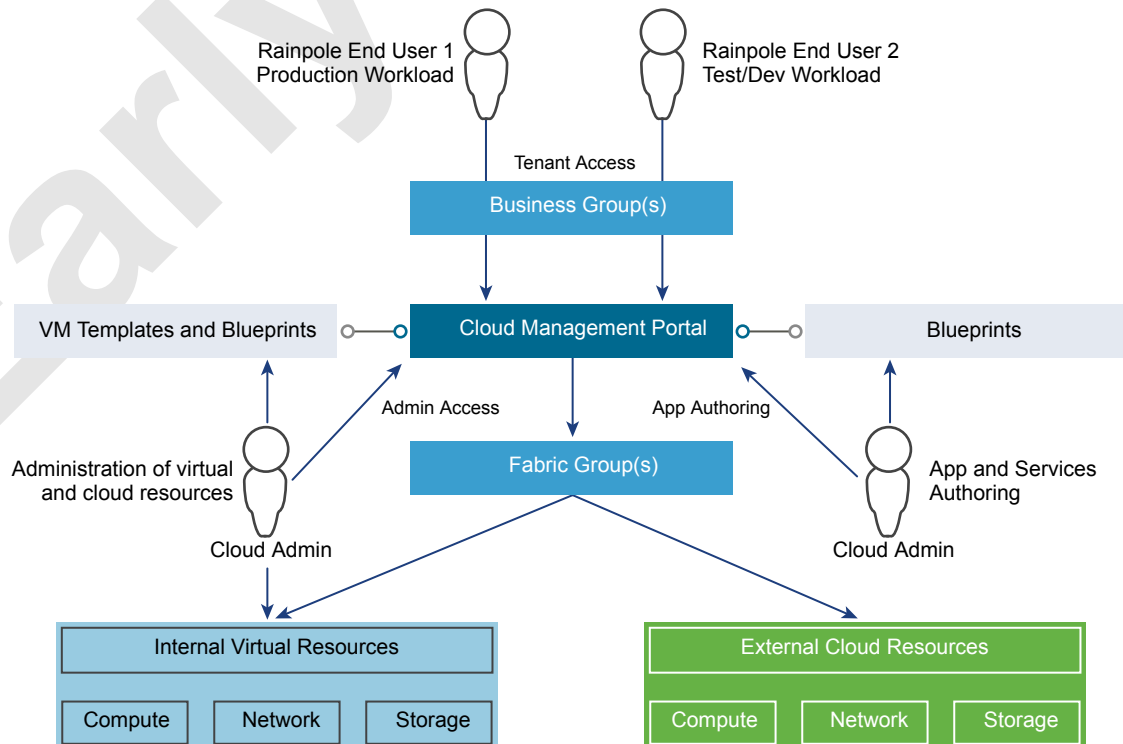 Early
Rainpole End User 1
Production Workload
Rainpole End User 2
Test/Dev Workload
Tenant Access
Business Group(s)
VM Templates and Blueprints
Cloud Management Portal
Blueprints
Admin Access
App Authoring
Fabric Group(s)
Administration of virtual
and cloud resources
App and Services
Authoring
Cloud Admin
Cloud Admin
Internal Virtual Resources
External Cloud Resources
Compute
Network
Storage
Compute
Network
Storage